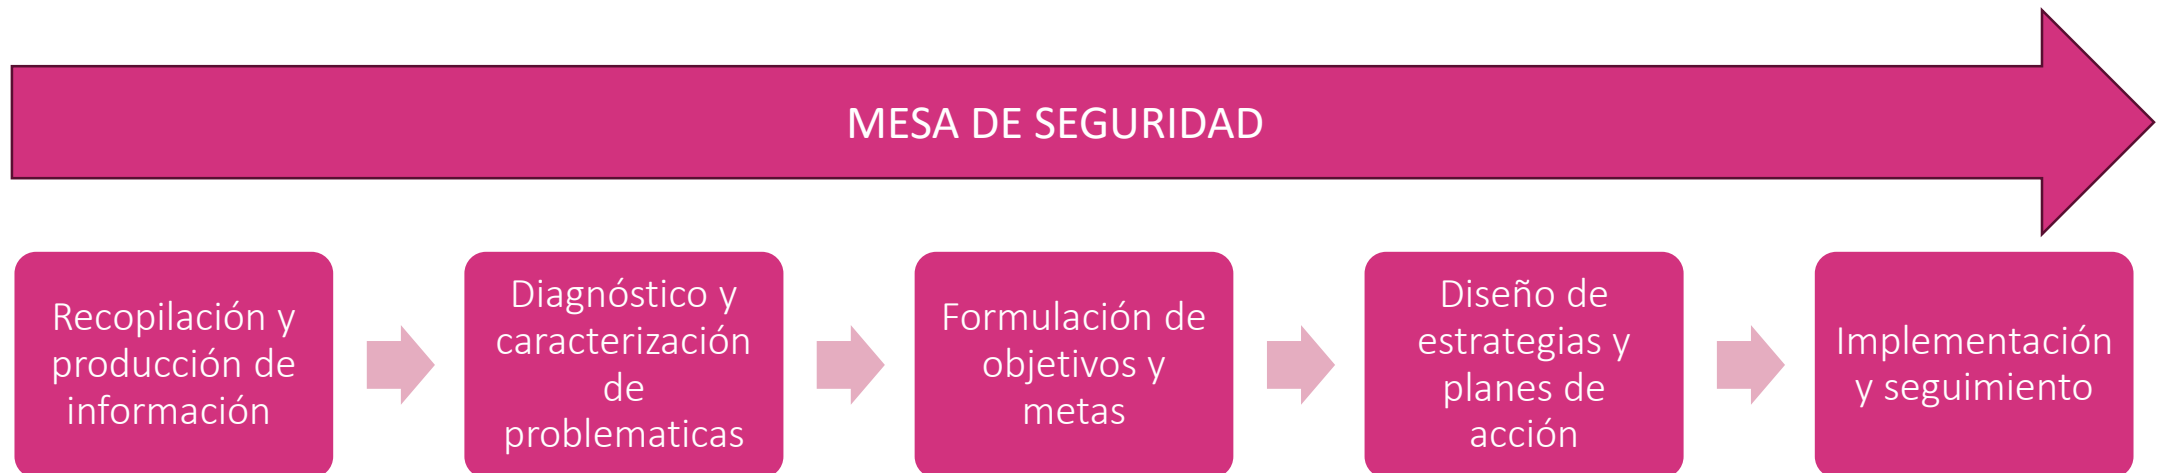 MESA DE SEGURIDAD
Recopilación y
producción de
información
Diagnóstico y
caracterización
de
problematicas
Formulación de
objetivos y
metas
Diseño de
estrategias y
planes de
acción
Implementación
y seguimiento